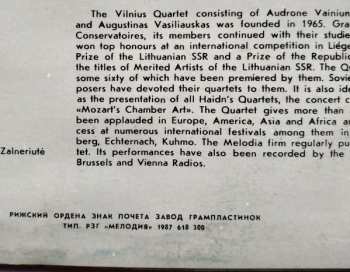 The Vilnius Quartet consisting of Audrone Vainiun
and Augustinas Vasiliauskas was founded in 1965. Gra
Conservatoires, its members continued with their studie
won top honours at an international competition in Liége
Prize of the Lithuanian SSR and a Prize of the Republic
the titles of Merited Artists of the Lithuanian SSR. The Q
some sixty of which have been premiered by them. Sovie
posers have devoted their quartets to them. It is also ide
as the presentation of all Haidn's Quartets, the concert c
«Mozart's Chamber Art». The Quartet gives more than
been applauded in Europe, America, Asia and Africa an
cess at numerous international festivals among them in
berg, Echternach, Kuhmo. The Melodia firm regularly pu
tet. Its performances have also been recorded by the
Brussels and Vienna Radios.
Zalneriuté
РИЖСКИЙ ОРДЕНА ЗНАК ПОЧЕТА ЗАВОД ГРАМПЛАСТИНОК
ТИП. РЗГ «МЕЛОДИЯ» 1987 618 300